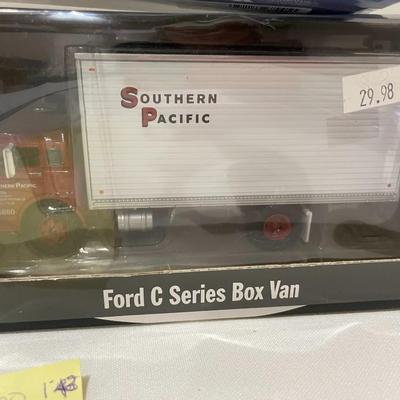 SOUTHERN
PACIFIC
29.98
Ford C Series Box Van